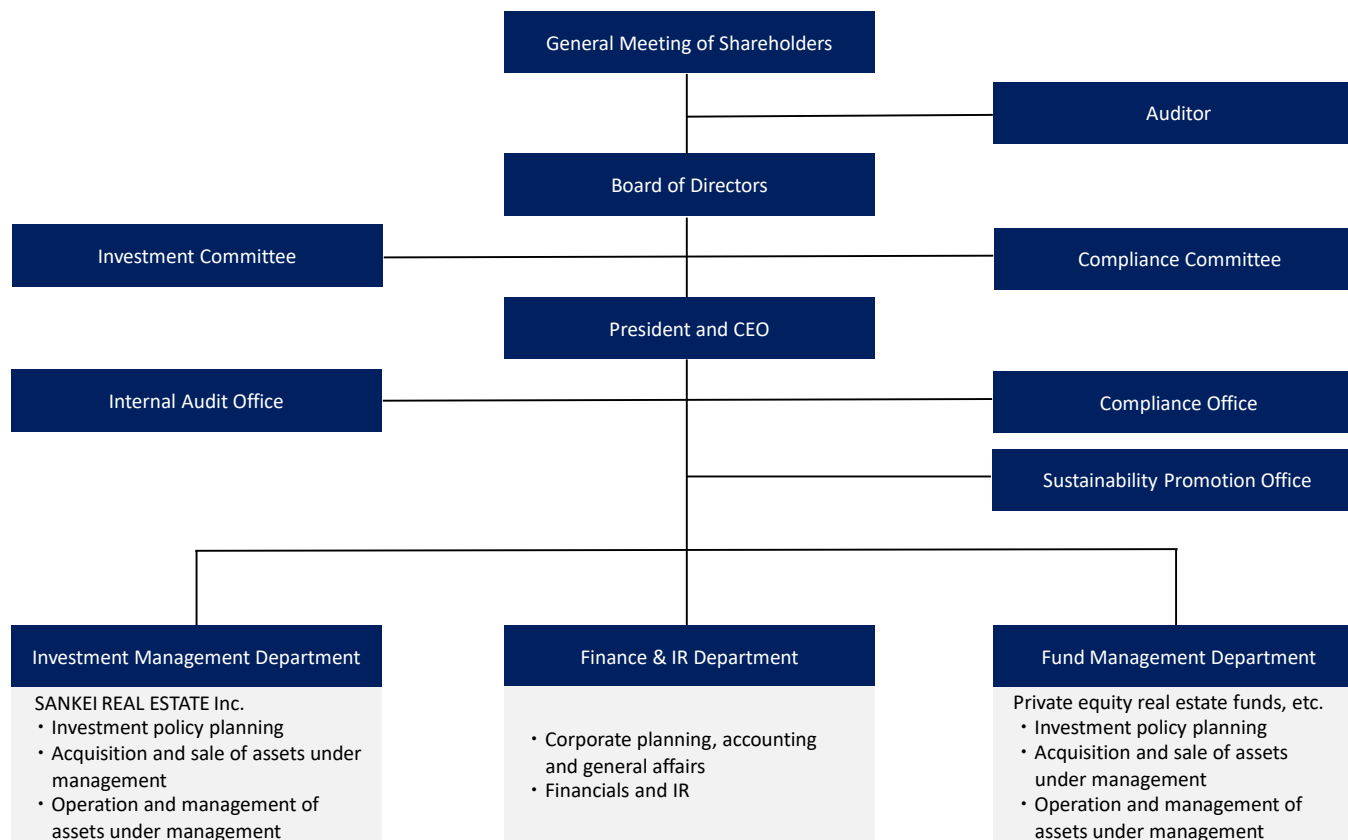 General Meeting of Shareholders
Auditor
Board of Directors
Investment Committee
Compliance Committee
President and CEO
Internal Audit Office
Compliance Office
Sustainability Promotion Office
Investment Management Department
SANKEI REAL ESTATE Inc.
・Investment policy planning
・Acquisition and sale of assets under
management
・Operation and management of
assets under management
Finance & IR Department
・Corporate planning, accounting
and general affairs
・Financials and IR
Fund Management Department
Private equity real estate funds, etc.
・Investment policy planning
・Acquisition and sale of assets
under management
・Operation and management of
assets under management